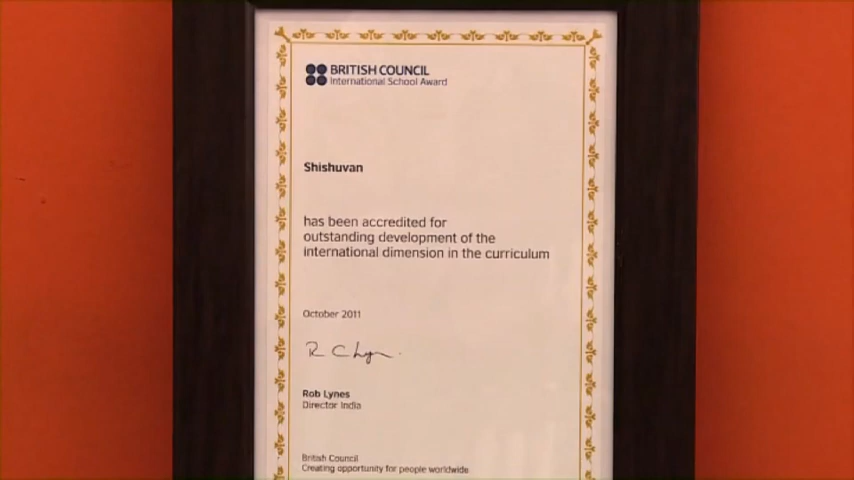 BRITISH COUNCIL
International School Award
Shishuvan
has been accredited for
outstanding development of the
international dimension in the curriculum
October 2011
Rob Lynes
Director India
British Council
Creating opportunity for people worldwide